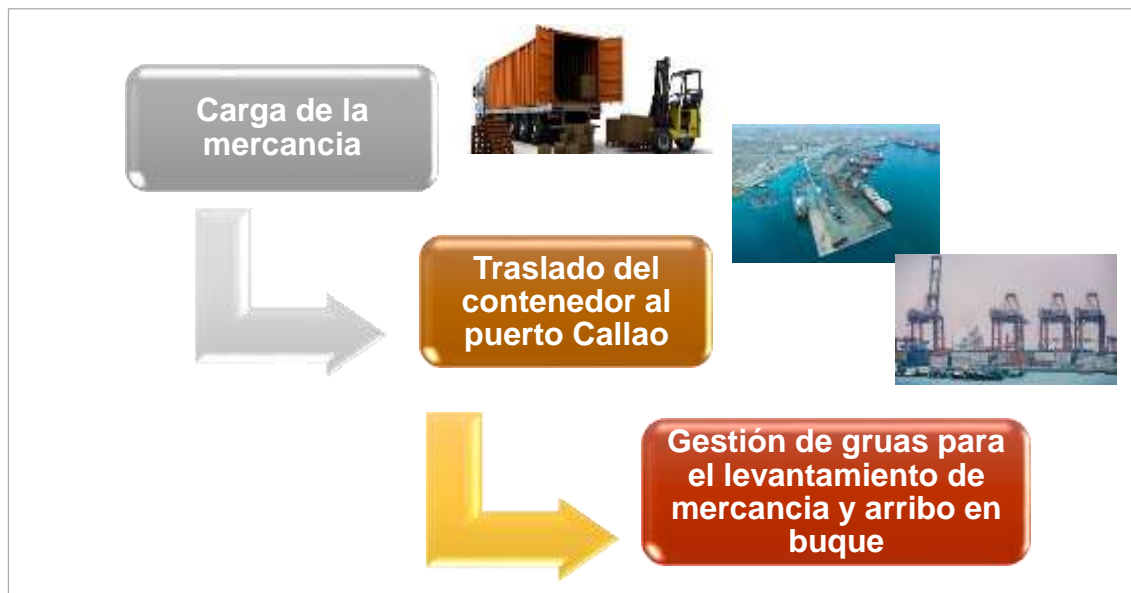 Carga de la
mercancia
Traslado del
contenedor al
puerto Callao
Gestión de gruas para
el levantamiento de
mercancia y arribo en
buque